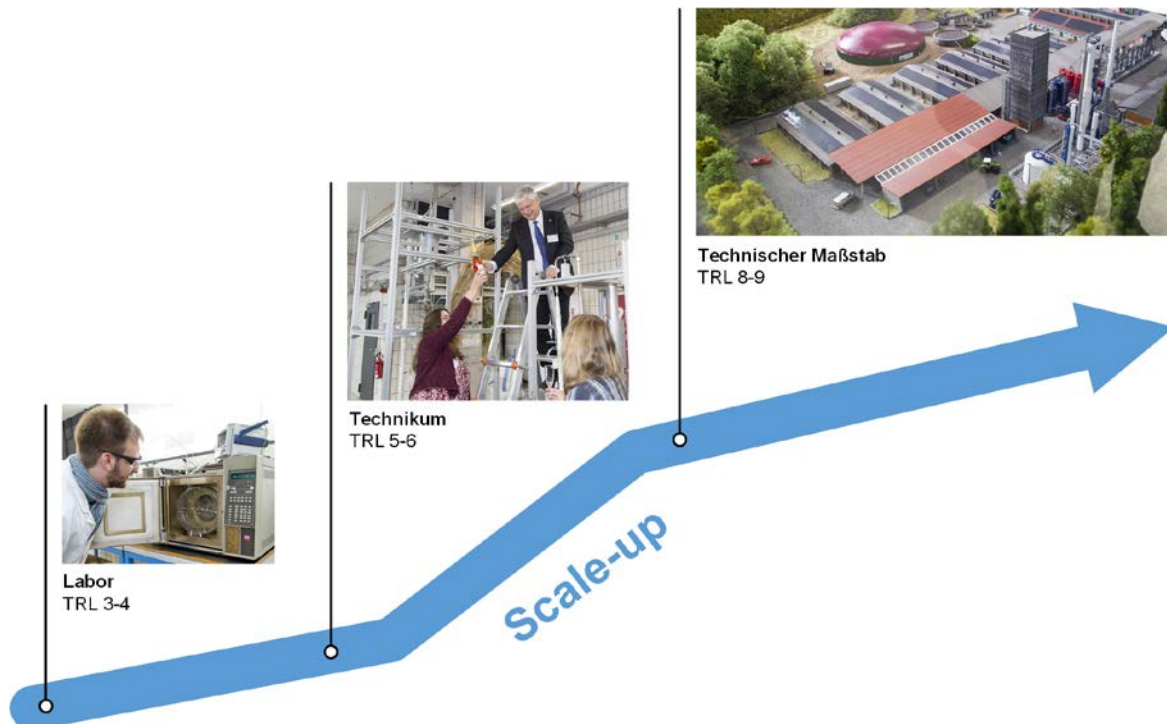 Labor
TRL 3-4
Technikum
TRL 5-6
Scale-up
Technischer Maßstab
TRL 8-9